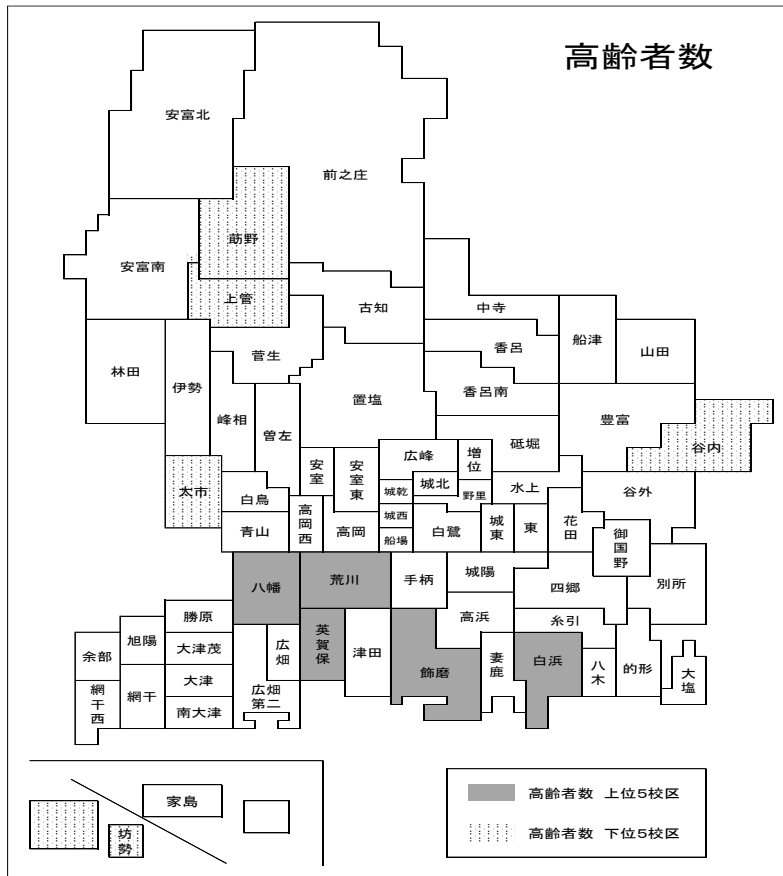 高齢者数
安富北
前之庄
筋野
安富南
上管
古知
中寺
船津
山田
香呂
菅生
林田
伊勢
置塩
香呂南
峰相
曽左
豊富
谷内
砥堀
広峰
増位
安室
安室東
太市
白鳥
城乾
城北
野里
水上
谷外
高岡西
青山
高岡
城西
船場
白鷺
城東
東
花田
御国野
八幡
荒川
手柄
城陽
四郷
別所
勝原
旭陽
余部
大津茂
広畑
英賀保
津田
高浜
糸引
飾磨
妻鹿
白浜
八木
的形
大塩
網干西
網干
大津
南大津
広畑第二
家島
坊勢
高齢者数 上位5校区
高齢者数 下位5校区